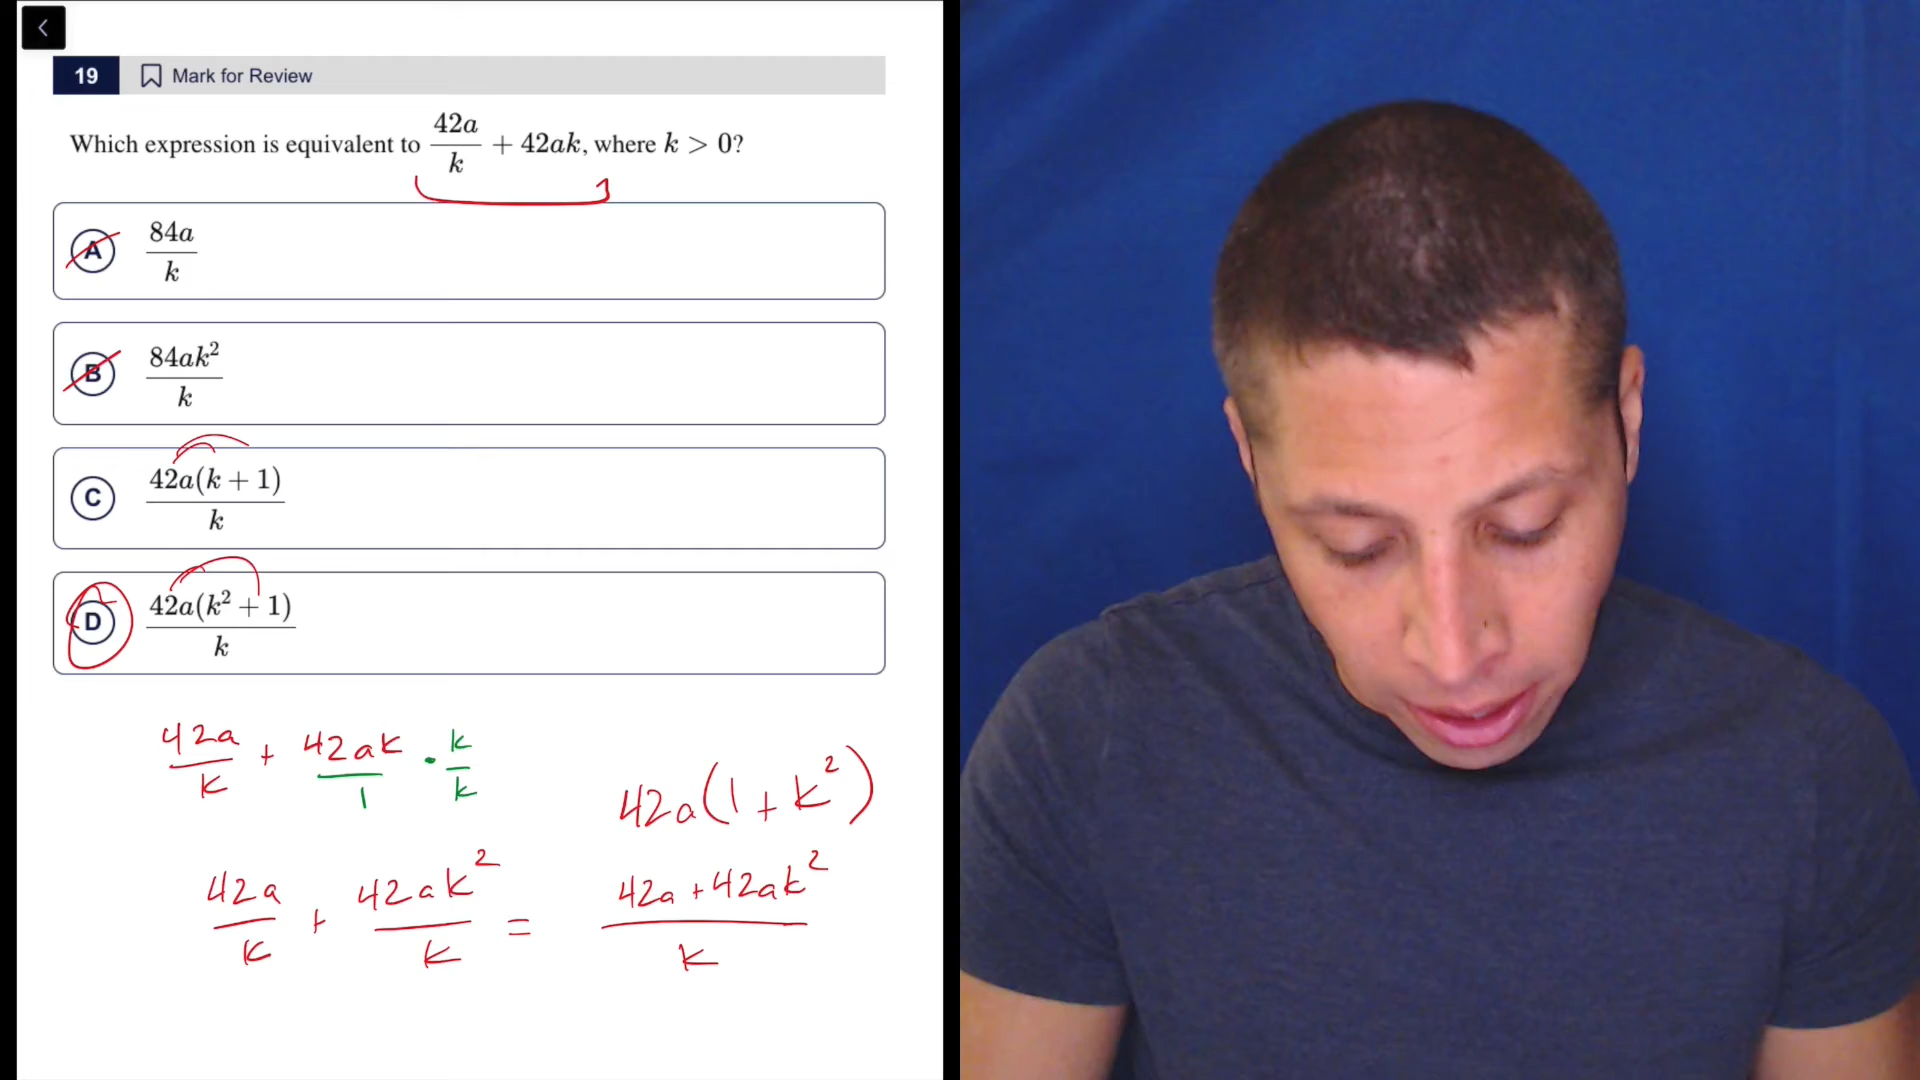 19 Mark for Review
Which expression is equivalent to 42a/k + 42ak, where k > 0?
A 84a/k
B 84ak²/k
C 42a(k + 1)/k
D 42a(k² + 1)/k
42a/k + 42ak/1 · k/k
42a(1 + k²)
42a/k + 42ak²/k = 42a + 42ak²/k